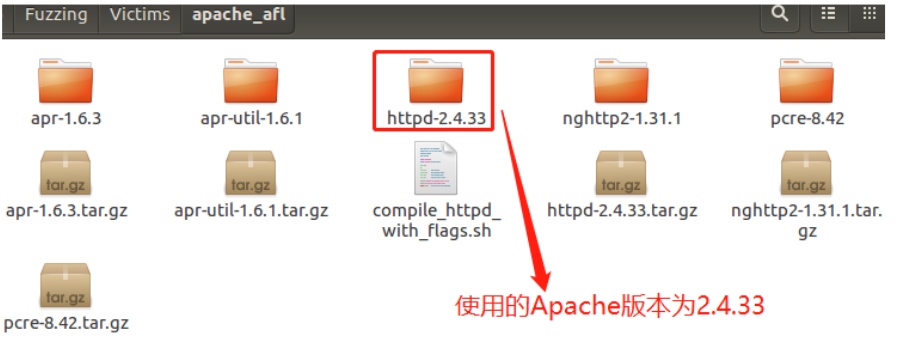 Fuzzing Victims apache_afl
apr-1.6.3 apr-util-1.6.1 httpd-2.4.33 nghttp2-1.31.1 pcre-8.42
tar.gz tar.gz tar.gz tar.gz
apr-1.6.3.tar.gz apr-util-1.6.1.tar.gz compile_httpd_ httpd-2.4.33.tar.gz nghttp2-1.31.1.tar.
with_flags.sh gz
tar.gz
pcre-8.42.tar.gz
使用的Apache版本为2.4.33